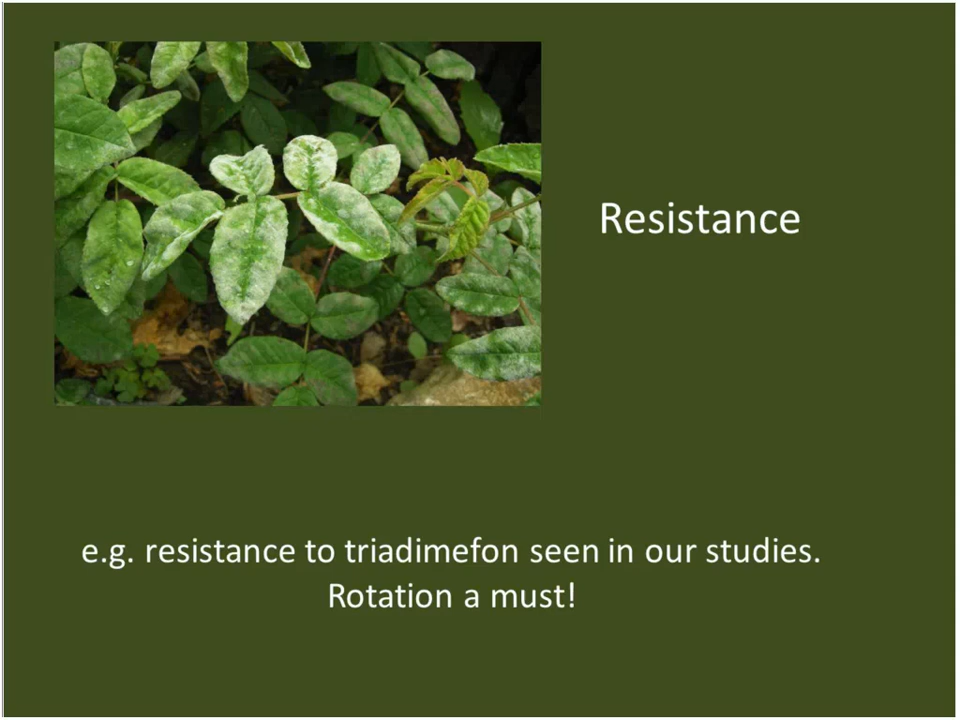 Resistance
e.g. resistance to triadimefon seen in our studies.
Rotation a must!